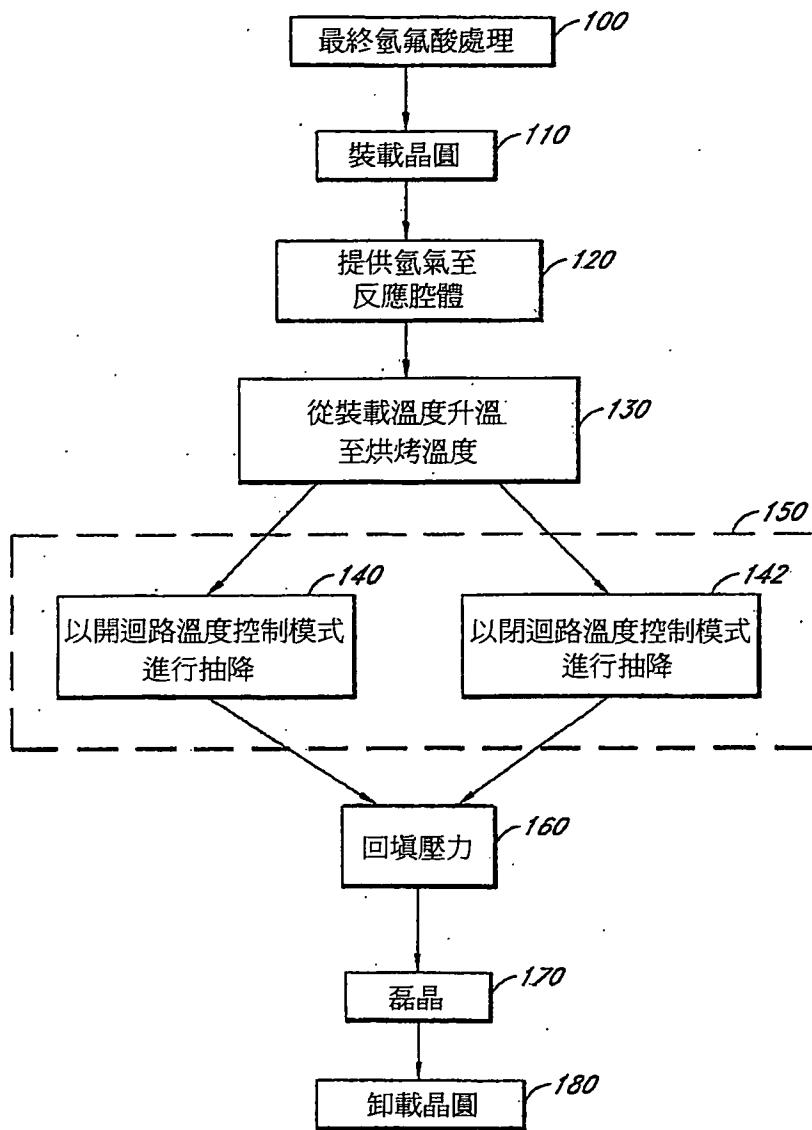 最終氫氟酸處理
100
裝載晶圓
110
提供氫氣至
反應腔體
120
從裝載溫度升溫
至烘烤溫度
130
150
以開迴路溫度控制模式
進行抽降
140
以閉迴路溫度控制模式
進行抽降
142
回填壓力
160
磊晶
170
卸載晶圓
180